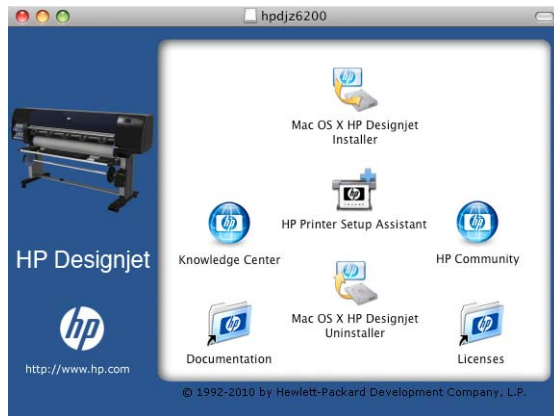 hpdjz6200
Mac OS X HP Designjet
Installer
HP Printer Setup Assistant
Knowledge Center
HP Community
HP Designjet
Mac OS X HP Designjet
Uninstaller
hp
http://www.hp.com
Documentation
Licenses
© 1992-2010 by Hewlett-Packard Development Company, L.P.